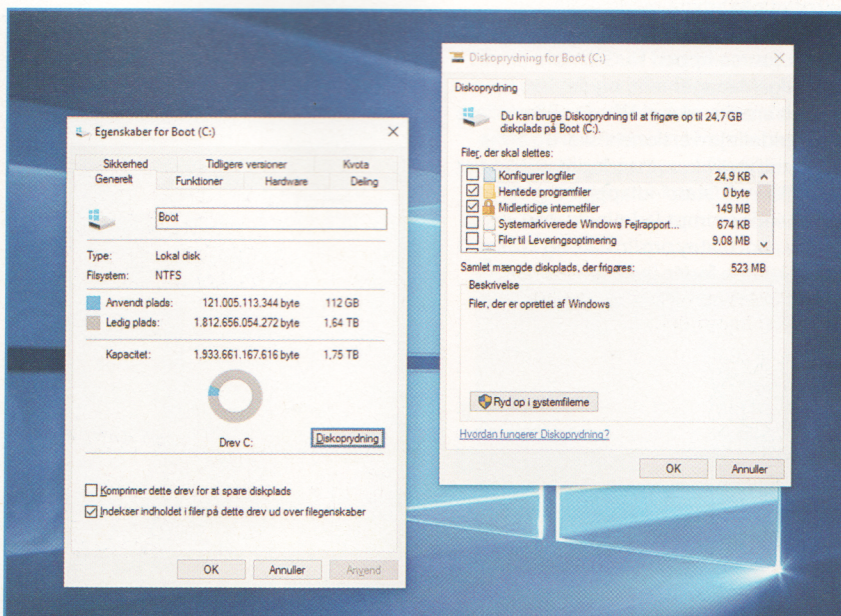 Egenskaber for Boot (C:)
Sikkerhed Tidligere versioner Kvota
Generelt Funktioner Hardware Deling
Boot
Type: Lokal disk
Filsystem: NTFS
Anvendt plads: 121.005.113.344 byte 112 GB
Ledig plads: 1.812.656.054.272 byte 1,64 TB
Kapacitet: 1.933.661.167.616 byte 1,75 TB
Drev C: Diskoprydning
Komprimer dette drev for at spare diskplads
Indekser indholdet i filer på dette drev ud over filegenskaber
OK Annuller Anvend
Diskoprydning for Boot (C:)
Diskoprydning
Du kan bruge Diskoprydning til at frigøre op til 24,7 GB
diskplads på Boot (C:).
Filer, der skal slettes:
Konfigurer logfiler 24,9 KB
Hentede programfiler 0 byte
Midlertidige internetfiler 149 MB
Systemarkiverede Windows Fejlrapport... 674 KB
Filer til Leveringsoptimering 9,08 MB
Samlet mængde diskplads, der frigøres: 523 MB
Beskrivelse
Filer, der er oprettet af Windows
Ryd op i systemfilerne
Hvordan fungerer Diskoprydning?
OK Annuller